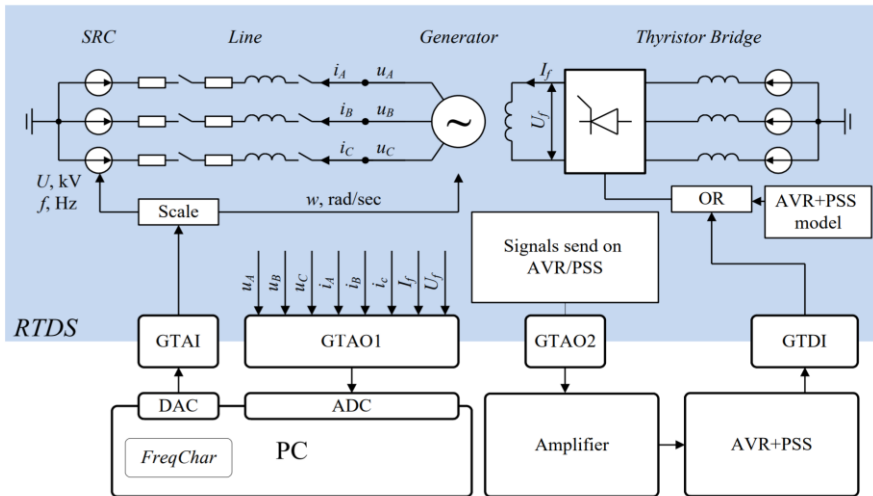 SRC
Line
Generator
Thyristor Bridge
i_A
u_A
I_f
i_B
u_B
U_f
~
i_C
u_C
U, kV
f, Hz
Scale
w, rad/sec
OR
AVR+PSS
model
Signals send on
AVR/PSS
u_A
u_B
u_C
i_A
i_B
i_c
I_f
U_f
RTDS
GTAI
GTAO1
GTAO2
GTDI
DAC
ADC
PC
FreqChar
Amplifier
AVR+PSS